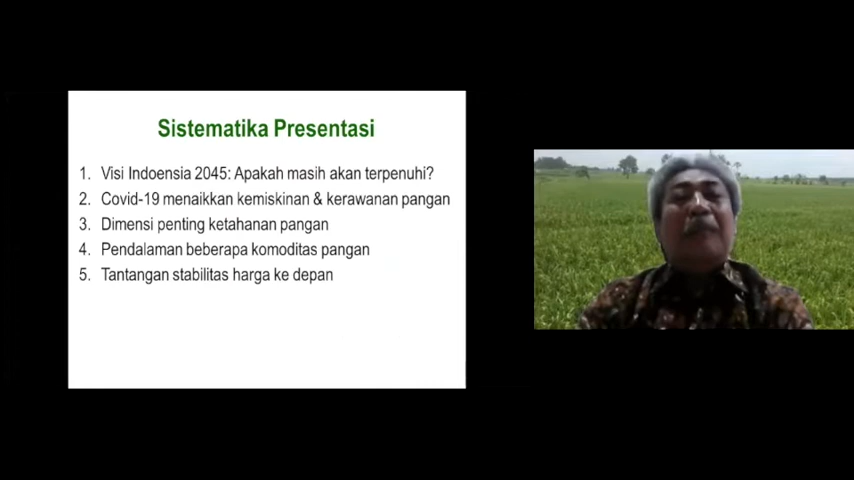 Sistematika Presentasi
1. Visi Indoensia 2045: Apakah masih akan terpenuhi?
2. Covid-19 menaikkan kemiskinan & kerawanan pangan
3. Dimensi penting ketahanan pangan
4. Pendalaman beberapa komoditas pangan
5. Tantangan stabilitas harga ke depan